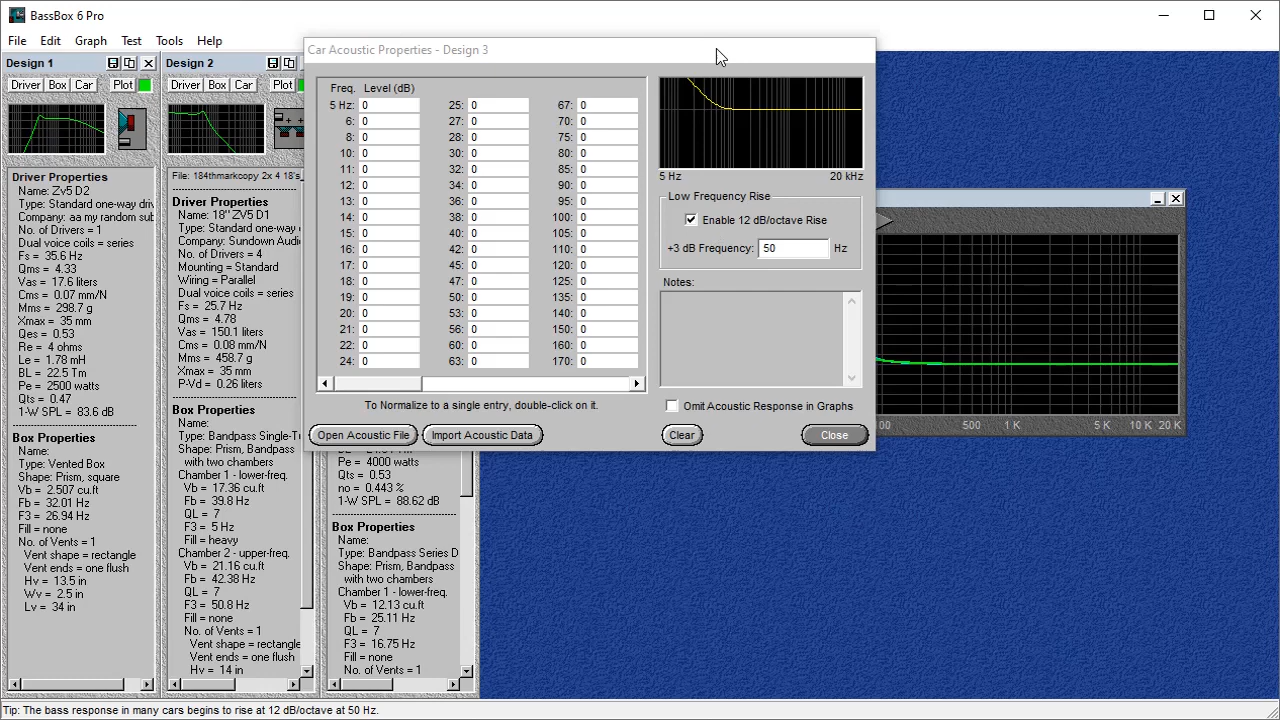 BassBox 6 Pro
File Edit Graph Test Tools Help
Design 1
Driver Box Car Plot
Driver Properties
Name: Zv5 D2
Type: Standard one-way driv
Company: aa my random sub
No. of Drivers = 1
Dual voice coils = series
Fs = 35.6 Hz
Qms = 4.33
Vas = 17.6 liters
Cms = 0.07 mm/N
Mms = 298.7 g
Xmax = 35 mm
Qes = 0.53
Re = 4 ohms
Le = 1.78 mH
BL = 22.5 Tm
Pe = 2500 watts
Qts = 0.47
1-W SPL = 83.6 dB
Box Properties
Name:
Type: Vented Box
Shape: Prism, square
Vb = 2.507 cu.ft
Fb = 32.01 Hz
F3 = 26.94 Hz
Fill = none
No. of Vents = 1
Vent shape = rectangle
Vent ends = one flush
Hv = 13.5 in
Wv = 2.5 in
Lv = 34 in
Design 2
Driver Box Car Plot
File: 184thmarkcopy 2x 4 18's,
Driver Properties
Name: 18" ZV5 D1
Type: Standard one-way
Company: Sundown Audi
No. of Drivers = 4
Mounting = Standard
Wiring = Parallel
Dual voice coils = series
Fs = 25.7 Hz
Qms = 4.78
Vas = 150.1 liters
Cms = 0.08 mm/N
Mms = 458.7 g
Xmax = 35 mm
P-Vd = 0.26 liters
Box Properties
Name:
Type: Bandpass Single-T
Shape: Prism, Bandpass
with two chambers
Chamber 1 - lower-freq.
Vb = 17.36 cu.ft
Fb = 39.8 Hz
QL = 7
F3 = 5 Hz
Fill = heavy
Chamber 2 - upper-freq.
Vb = 21.16 cu.ft
Fb = 42.38 Hz
QL = 7
F3 = 50.8 Hz
Fill = none
No. of Vents = 1
Vent shape = rectangle
Vent ends = one flush
Hv = 14 in
Pe = 4000 watts
Qts = 0.53
no = 0.443 %
1-W SPL = 88.62 dB
Box Properties
Name:
Type: Bandpass Series D
Shape: Prism, Bandpass
with two chambers
Chamber 1 - lower-freq.
Vb = 12.13 cu.ft
Fb = 25.11 Hz
QL = 7
F3 = 16.75 Hz
Fill = none
No. of Vents = 1
Car Acoustic Properties - Design 3
Freq. Level (dB)
5 Hz: 0 25: 0 67: 0
6: 0 27: 0 70: 0
8: 0 28: 0 75: 0
10: 0 30: 0 80: 0
11: 0 32: 0 85: 0
12: 0 34: 0 90: 0
13: 0 36: 0 95: 0
14: 0 38: 0 100: 0
15: 0 40: 0 105: 0
16: 0 42: 0 110: 0
17: 0 45: 0 120: 0
18: 0 47: 0 125: 0
19: 0 50: 0 135: 0
20: 0 53: 0 140: 0
21: 0 56: 0 150: 0
22: 0 60: 0 160: 0
24: 0 63: 0 170: 0
To Normalize to a single entry, double-click on it.
Open Acoustic File Import Acoustic Data
5 Hz 20 kHz
Low Frequency Rise
Enable 12 dB/octave Rise
+3 dB Frequency: 50 Hz
Notes:
Omit Acoustic Response in Graphs
Clear Close
500 1 K 5 K 10 K 20 K
Tip: The bass response in many cars begins to rise at 12 dB/octave at 50 Hz.